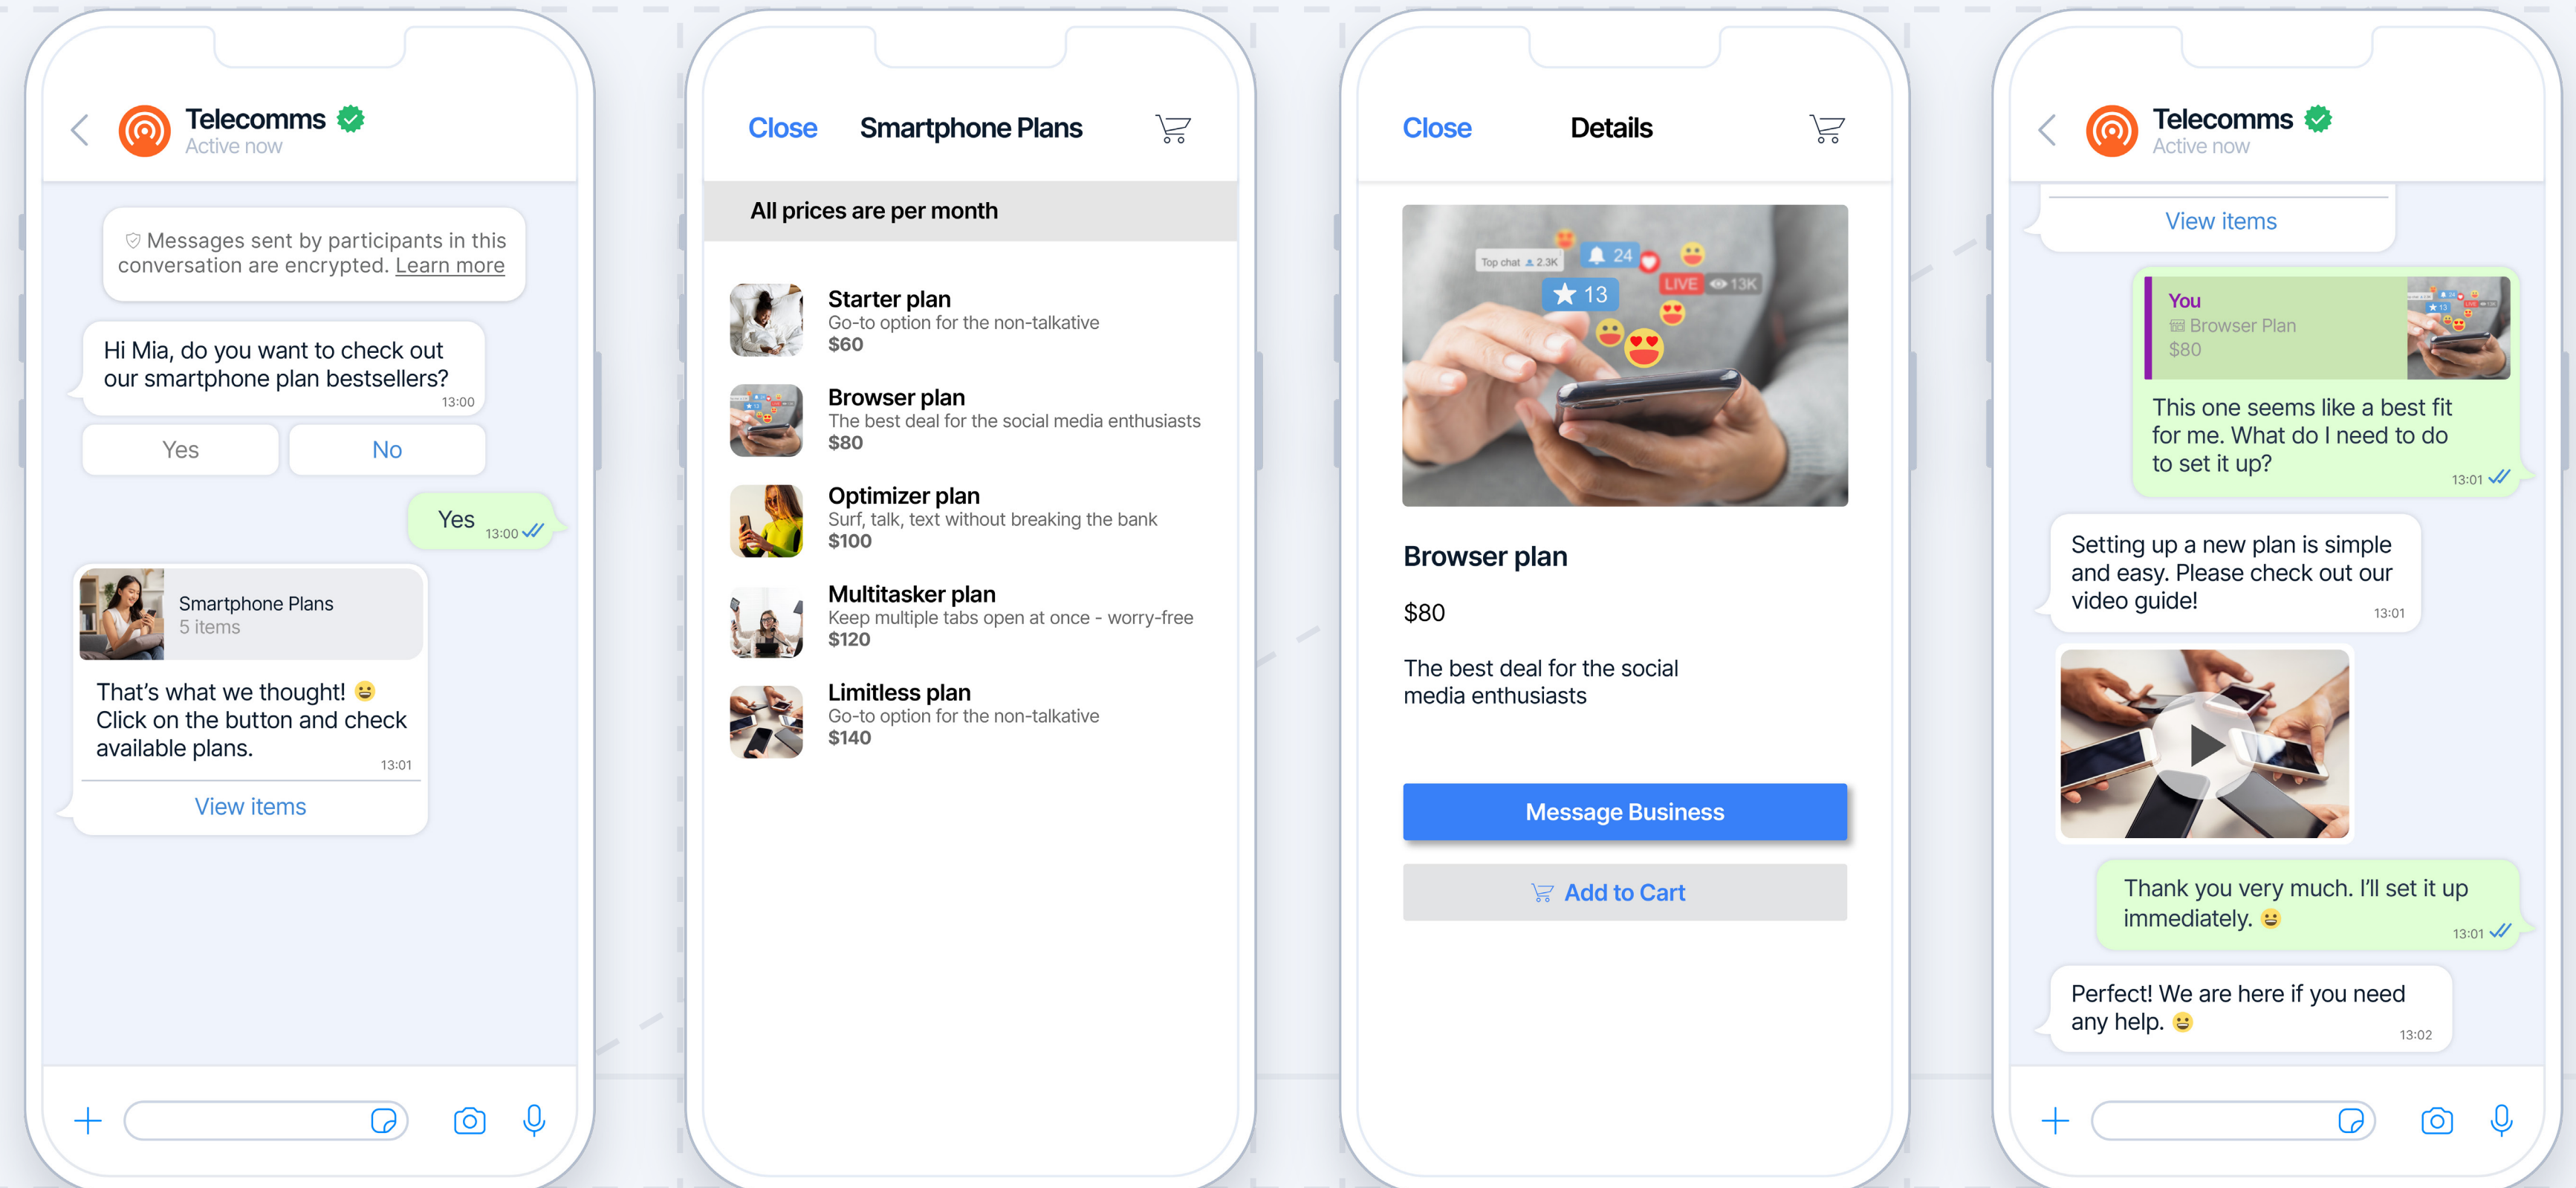 Telecomms
Active now
Messages sent by participants in this
conversation are encrypted. Learn more
Hi Mia, do you want to check out
our smartphone plan bestsellers?
13:00
Yes
No
Yes
13:00
Smartphone Plans
5 items
That’s what we thought! 😀
Click on the button and check
available plans.
13:01
View items
Close
Smartphone Plans
All prices are per month
Starter plan
Go-to option for the non-talkative
$60
Browser plan
The best deal for the social media enthusiasts
$80
Optimizer plan
Surf, talk, text without breaking the bank
$100
Multitasker plan
Keep multiple tabs open at once - worry-free
$120
Limitless plan
Go-to option for the non-talkative
$140
Close
Details
Top chat 2.3K
24
LIVE 13K
13
Browser plan
$80
The best deal for the social
media enthusiasts
Message Business
Add to Cart
Telecomms
Active now
View items
You
Browser Plan
$80
This one seems like a best fit
for me. What do I need to do
to set it up?
13:01
Setting up a new plan is simple
and easy. Please check out our
video guide!
13:01
Thank you very much. I’ll set it up
immediately. 😀
13:01
Perfect! We are here if you need
any help. 😀
13:02